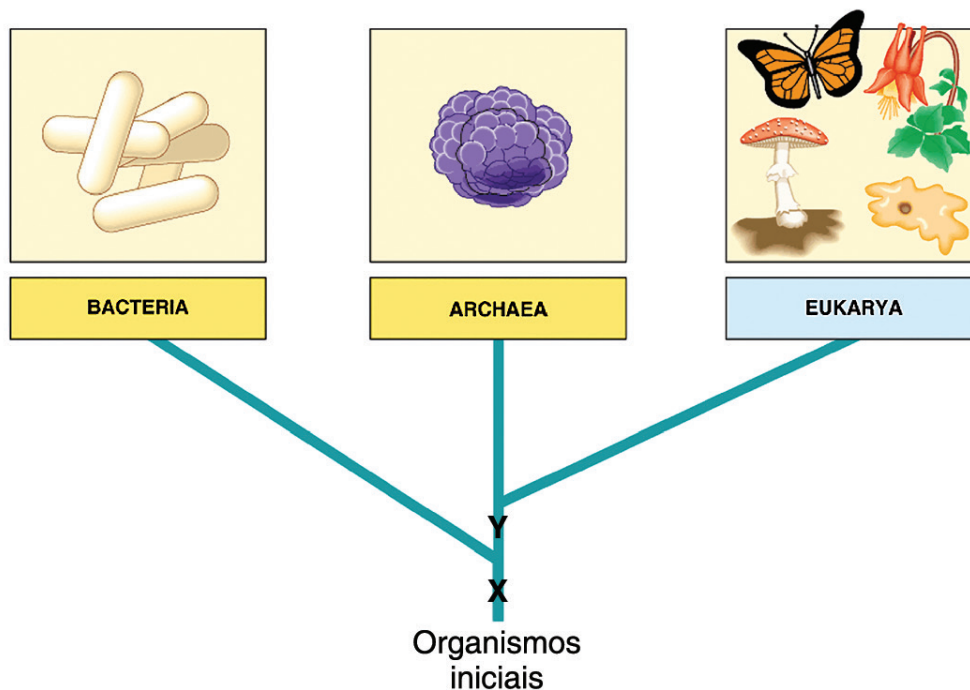 BACTERIA
ARCHAEA
EUKARYA
Y
X
Organismos
iniciais